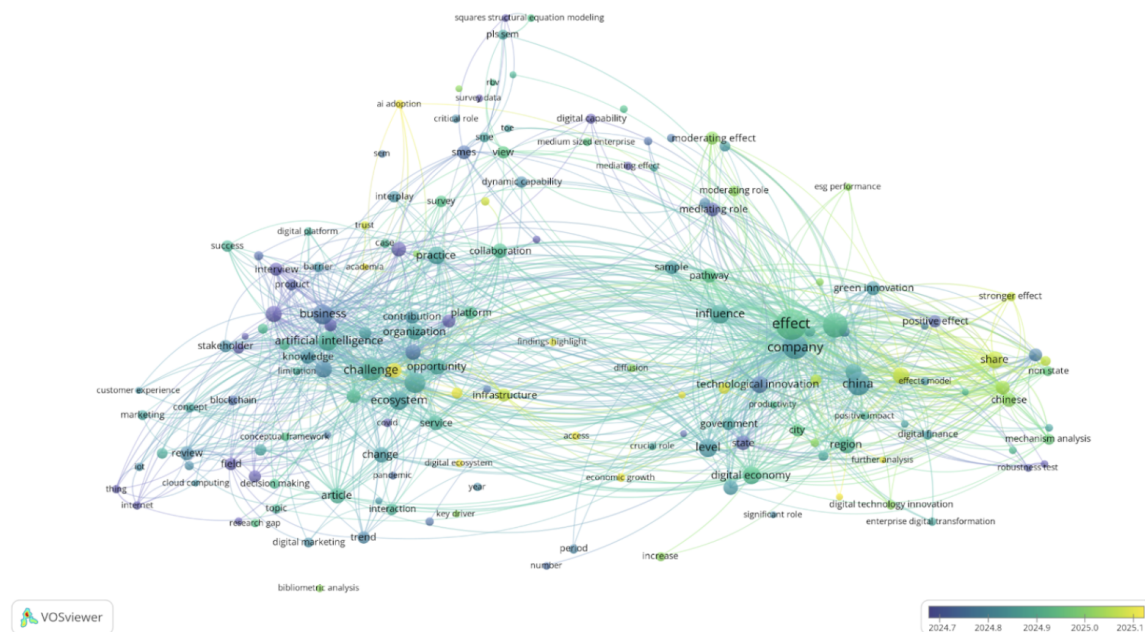 squares structural equation modeling
pls sem
rbv
survey data
ai adoption
critical role
digital capability
toe
sme
moderating effect
medium sized enterprise
scm
smes
view
mediating effect
dynamic capability
esg performance
moderating role
interplay
survey
mediating role
trust
digital platform
success
case
practice
collaboration
interview
barrier
academia
sample
pathway
product
green innovation
stronger effect
business
contribution
platform
influence
effect
positive effect
organization
artificial intelligence
stakeholder
findings highlight
company
knowledge
share
challenge
opportunity
diffusion
limitation
non state
technological innovation
china
effects model
customer experience
blockchain
ecosystem
infrastructure
chinese
productivity
concept
marketing
positive impact
covid
service
government
city
conceptual framework
access
digital finance
mechanism analysis
crucial role
state
level
region
review
change
field
digital ecosystem
further analysis
ict
robustness test
cloud computing
decision making
pandemic
economic growth
digital economy
thing
year
article
internet
topic
interaction
digital technology innovation
key driver
significant role
research gap
enterprise digital transformation
trend
digital marketing
period
increase
number
bibliometric analysis
VOSviewer
2024.7 2024.8 2024.9 2025.0 2025.1